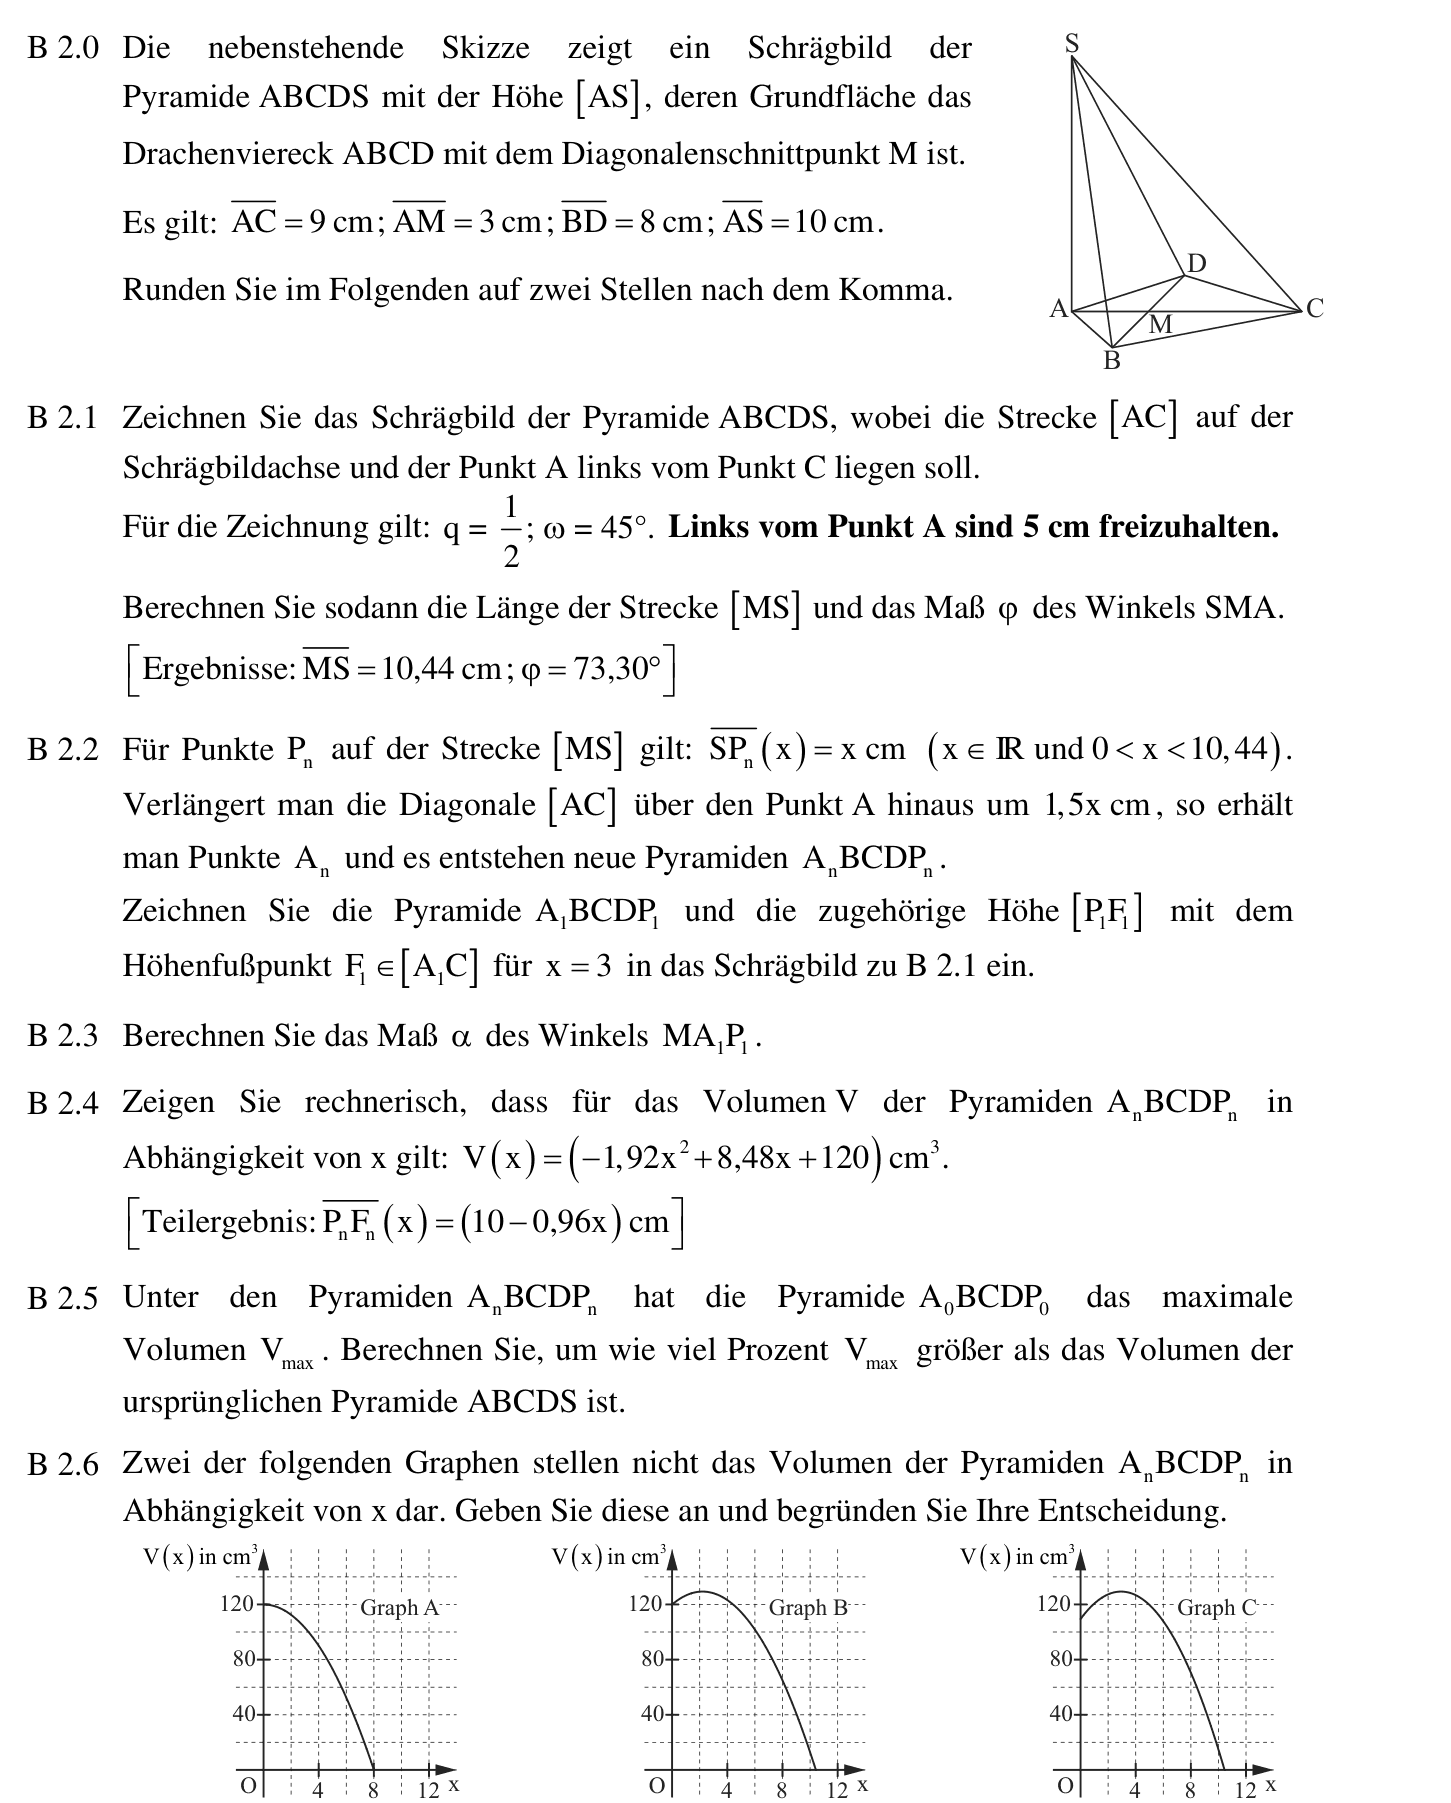 B 2.0 Die nebenstehende Skizze zeigt ein Schrägbild der
Pyramide ABCDS mit der Höhe [AS], deren Grundfläche das
Drachenviereck ABCD mit dem Diagonalenschnittpunkt M ist.
Es gilt: A̅C̅ = 9 cm; A̅M̅ = 3 cm; B̅D̅ = 8 cm; A̅S̅ = 10 cm.
Runden Sie im Folgenden auf zwei Stellen nach dem Komma.
S
D
A
M
C
B
B 2.1 Zeichnen Sie das Schrägbild der Pyramide ABCDS, wobei die Strecke [AC] auf der
Schrägbildachse und der Punkt A links vom Punkt C liegen soll.
Für die Zeichnung gilt: q = 1/2; ω = 45°. Links vom Punkt A sind 5 cm freizuhalten.
Berechnen Sie sodann die Länge der Strecke [MS] und das Maß φ des Winkels SMA.
[Ergebnisse: M̅S̅ = 10,44 cm; φ = 73,30°]
B 2.2 Für Punkte Pₙ auf der Strecke [MS] gilt: S̅P̅ₙ(x) = x cm (x ∈ ℝ und 0 < x < 10,44).
Verlängert man die Diagonale [AC] über den Punkt A hinaus um 1,5x cm, so erhält
man Punkte Aₙ und es entstehen neue Pyramiden AₙBCDPₙ.
Zeichnen Sie die Pyramide A₁BCDP₁ und die zugehörige Höhe [P₁F₁] mit dem
Höhenfußpunkt F₁ ∈ [A₁C] für x = 3 in das Schrägbild zu B 2.1 ein.
B 2.3 Berechnen Sie das Maß α des Winkels MA₁P₁.
B 2.4 Zeigen Sie rechnerisch, dass für das Volumen V der Pyramiden AₙBCDPₙ in
Abhängigkeit von x gilt: V(x) = (−1,92x² + 8,48x + 120) cm³.
[Teilergebnis: P̅ₙF̅ₙ(x) = (10 − 0,96x) cm]
B 2.5 Unter den Pyramiden AₙBCDPₙ hat die Pyramide A₀BCDP₀ das maximale
Volumen Vmax. Berechnen Sie, um wie viel Prozent Vmax größer als das Volumen der
ursprünglichen Pyramide ABCDS ist.
B 2.6 Zwei der folgenden Graphen stellen nicht das Volumen der Pyramiden AₙBCDPₙ in
Abhängigkeit von x dar. Geben Sie diese an und begründen Sie Ihre Entscheidung.
V(x) in cm³ V(x) in cm³ V(x) in cm³
120 Graph A 120 Graph B 120 Graph C
80 80 80
40 40 40
O 4 8 12 x O 4 8 12 x O 4 8 12 x